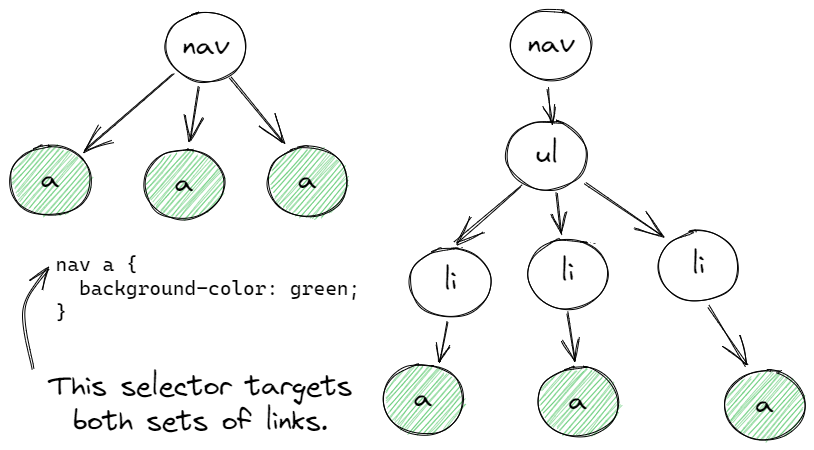 nav
a
a
a
nav a {
  background-color: green;
}
This selector targets
both sets of links.
nav
ul
li
li
li
a
a
a